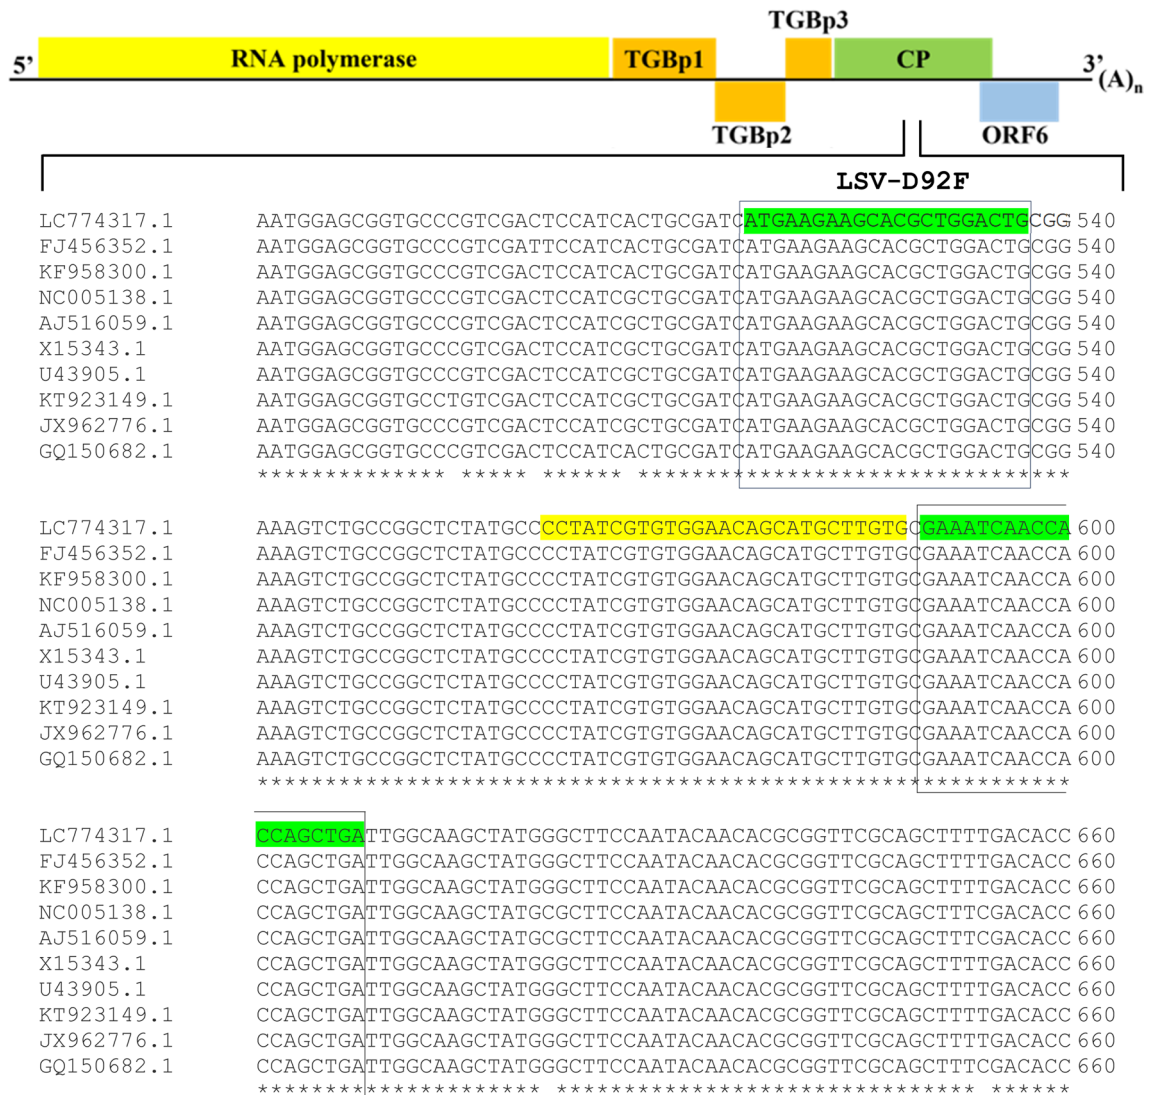 TGBp3
RNA polymerase TGBp1 CP
5’ 3’
(A)n
TGBp2 ORF6
LSV-D92F
LC774317.1 AATGGAGCGGTGCCCGTCGACTCCATCACTGCGATCATGAAGAAGCACGCTGGACTGCGG 540
FJ456352.1 AATGGAGCGGTGCCCGTCGATTCCATCACTGCGATCATGAAGAAGCACGCTGGACTGCGG 540
KF958300.1 AATGGAGCGGTGCCCGTCGACTCCATCGCTGCGATCATGAAGAAGCACGCTGGACTGCGG 540
NC005138.1 AATGGAGCGGTGCCCGTCGACTCCATCGCTGCGATCATGAAGAAGCACGCTGGACTGCGG 540
AJ516059.1 AATGGAGCGGTGCCCGTCGACTCCATCGCTGCGATCATGAAGAAGCACGCTGGACTGCGG 540
X15343.1 AATGGAGCGGTGCCCGTCGACTCCATCGCTGCGATCATGAAGAAGCACGCTGGACTGCGG 540
U43905.1 AATGGAGCGGTGCCCGTCGACTCCATCGCTGCGATCATGAAGAAGCACGCTGGACTGCGG 540
KT923149.1 AATGGAGCGGTGCCTGTCGACTCCATCGCTGCGATCATGAAGAAGCACGCTGGACTGCGG 540
JX962776.1 AATGGAGCGGTGCCCGTCGACTCCATCGCTGCGATCATGAAGAAGCACGCTGGACTGCGG 540
GQ150682.1 AATGGAGCGGTGCCCGTCGACTCCATCACTGCGATCATGAAGAAGCACGCTGGACTGCGG 540
************** ***** ****** ********************************
LC774317.1 AAAGTCTGCCGGCTCTATGCCCCTATCGTGTGGAACAGCATGCTTGTGCGAAATCAACCA 600
FJ456352.1 AAAGTCTGCCGGCTCTATGCCCCTATCGTGTGGAACAGCATGCTTGTGCGAAATCAACCA 600
KF958300.1 AAAGTCTGCCGGCTCTATGCCCCTATCGTGTGGAACAGCATGCTTGTGCGAAATCAACCA 600
NC005138.1 AAAGTCTGCCGGCTCTATGCCCCTATCGTGTGGAACAGCATGCTTGTGCGAAATCAACCA 600
AJ516059.1 AAAGTCTGCCGGCTCTATGCCCCTATCGTGTGGAACAGCATGCTTGTGCGAAATCAACCA 600
X15343.1 AAAGTCTGCCGGCTCTATGCCCCTATCGTGTGGAACAGCATGCTTGTGCGAAATCAACCA 600
U43905.1 AAAGTCTGCCGGCTCTATGCCCCTATCGTGTGGAACAGCATGCTTGTGCGAAATCAACCA 600
KT923149.1 AAAGTCTGCCGGCTCTATGCCCCTATCGTGTGGAACAGCATGCTTGTGCGAAATCAACCA 600
JX962776.1 AAAGTCTGCCGGCTCTATGCCCCTATCGTGTGGAACAGCATGCTTGTGCGAAATCAACCA 600
GQ150682.1 AAAGTCTGCCGGCTCTATGCCCCTATCGTGTGGAACAGCATGCTTGTGCGAAATCAACCA 600
************************************************************
LC774317.1 CCAGCTGATTGGCAAGCTATGGGCTTCCAATACAACACGCGGTTCGCAGCTTTTGACACC 660
FJ456352.1 CCAGCTGATTGGCAAGCTATGGGCTTCCAATACAACACGCGGTTCGCAGCTTTTGACACC 660
KF958300.1 CCAGCTGATTGGCAAGCTATGGGCTTCCAATACAACACGCGGTTCGCAGCTTTTGACACC 660
NC005138.1 CCAGCTGATTGGCAAGCTATGCGCTTCCAATACAACACGCGGTTCGCAGCTTTCGACACC 660
AJ516059.1 CCAGCTGATTGGCAAGCTATGCGCTTCCAATACAACACGCGGTTCGCAGCTTTCGACACC 660
X15343.1 CCAGCTGATTGGCAAGCTATGGGCTTCCAATACAACACGCGGTTCGCAGCTTTTGACACC 660
U43905.1 CCAGCTGATTGGCAAGCTATGGGCTTCCAATACAACACGCGGTTCGCAGCTTTTGACACC 660
KT923149.1 CCAGCTGATTGGCAAGCTATGGGCTTCCAATACAACACGCGGTTCGCAGCTTTTGACACC 660
JX962776.1 CCAGCTGATTGGCAAGCTATGGGCTTCCAATACAACACGCGGTTCGCAGCTTTTGACACC 660
GQ150682.1 CCAGCTGATTGGCAAGCTATGGGCTTCCAATACAACACGCGGTTCGCAGCTTTCGACACC 660
********************* ******************************* ******